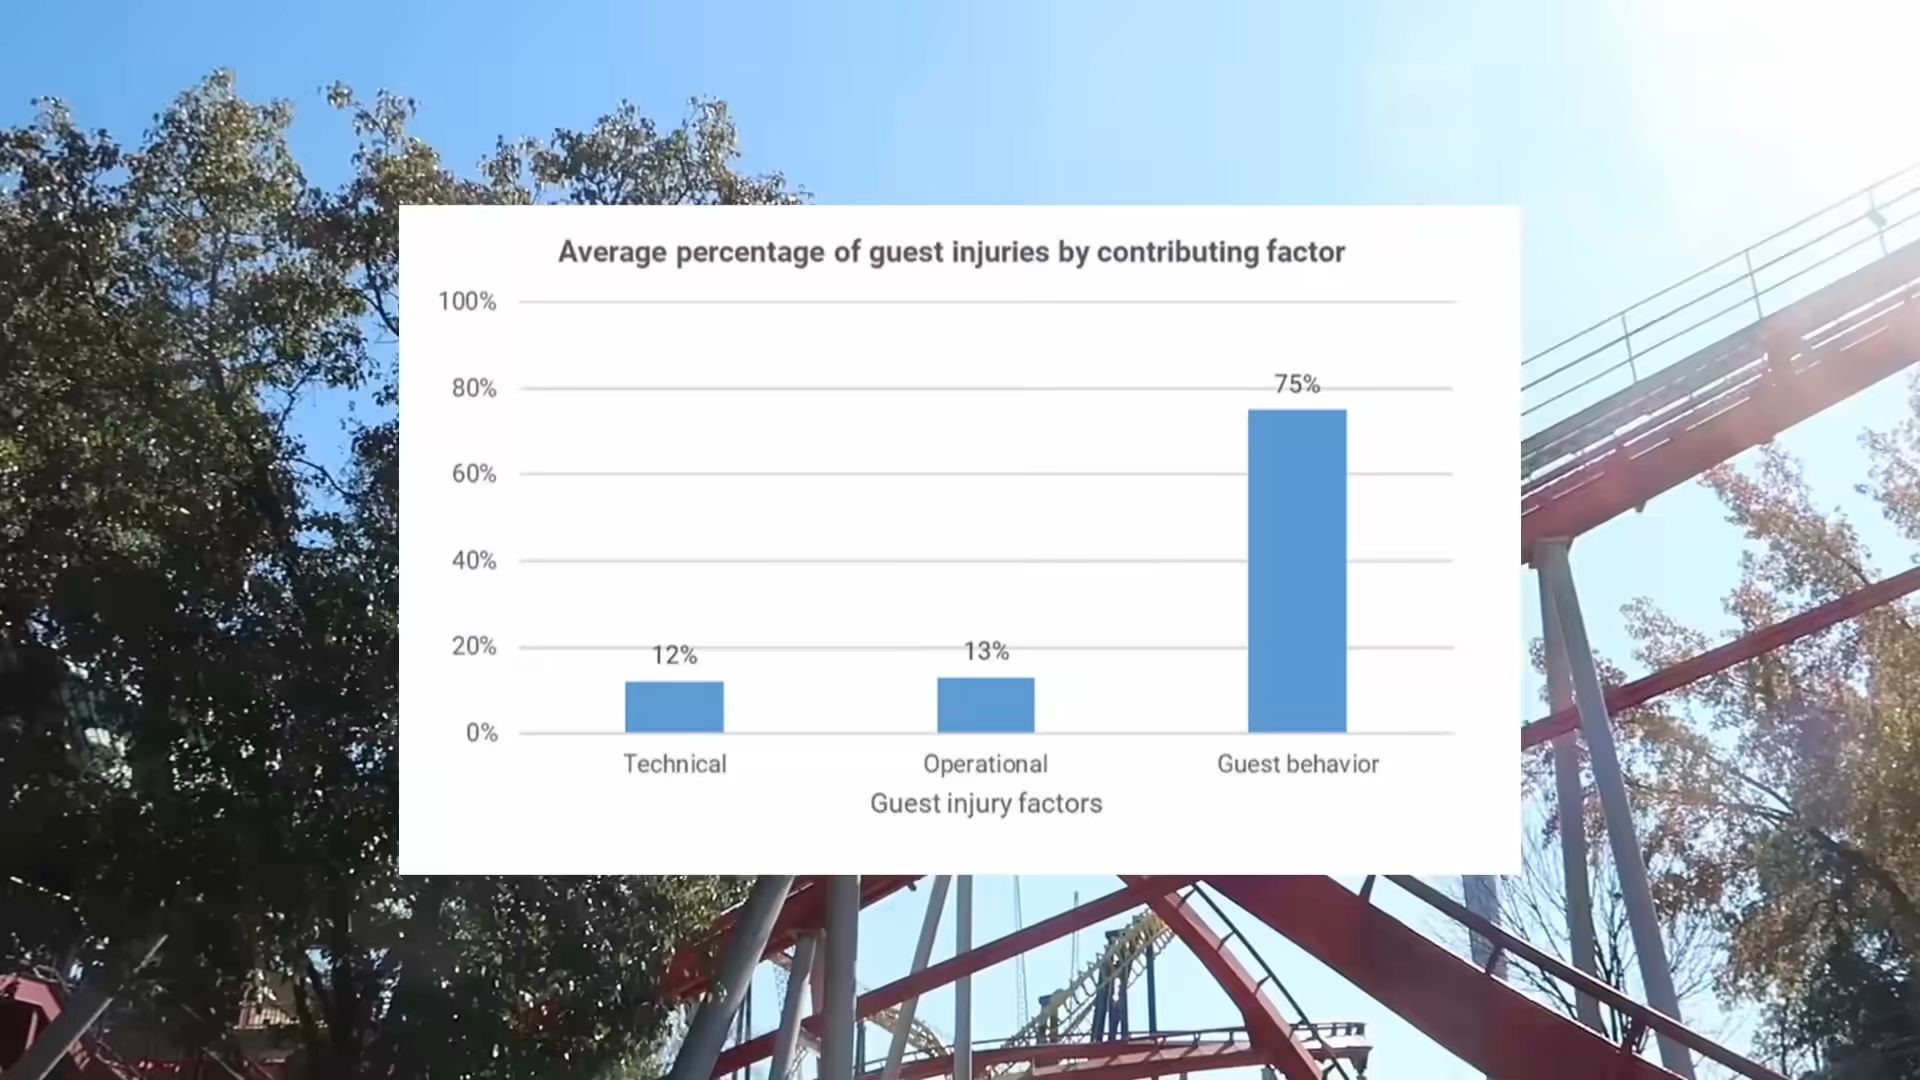 Average percentage of guest injuries by contributing factor
100%
80%
75%
60%
40%
20%
12%
13%
0%
Technical
Operational
Guest behavior
Guest injury factors